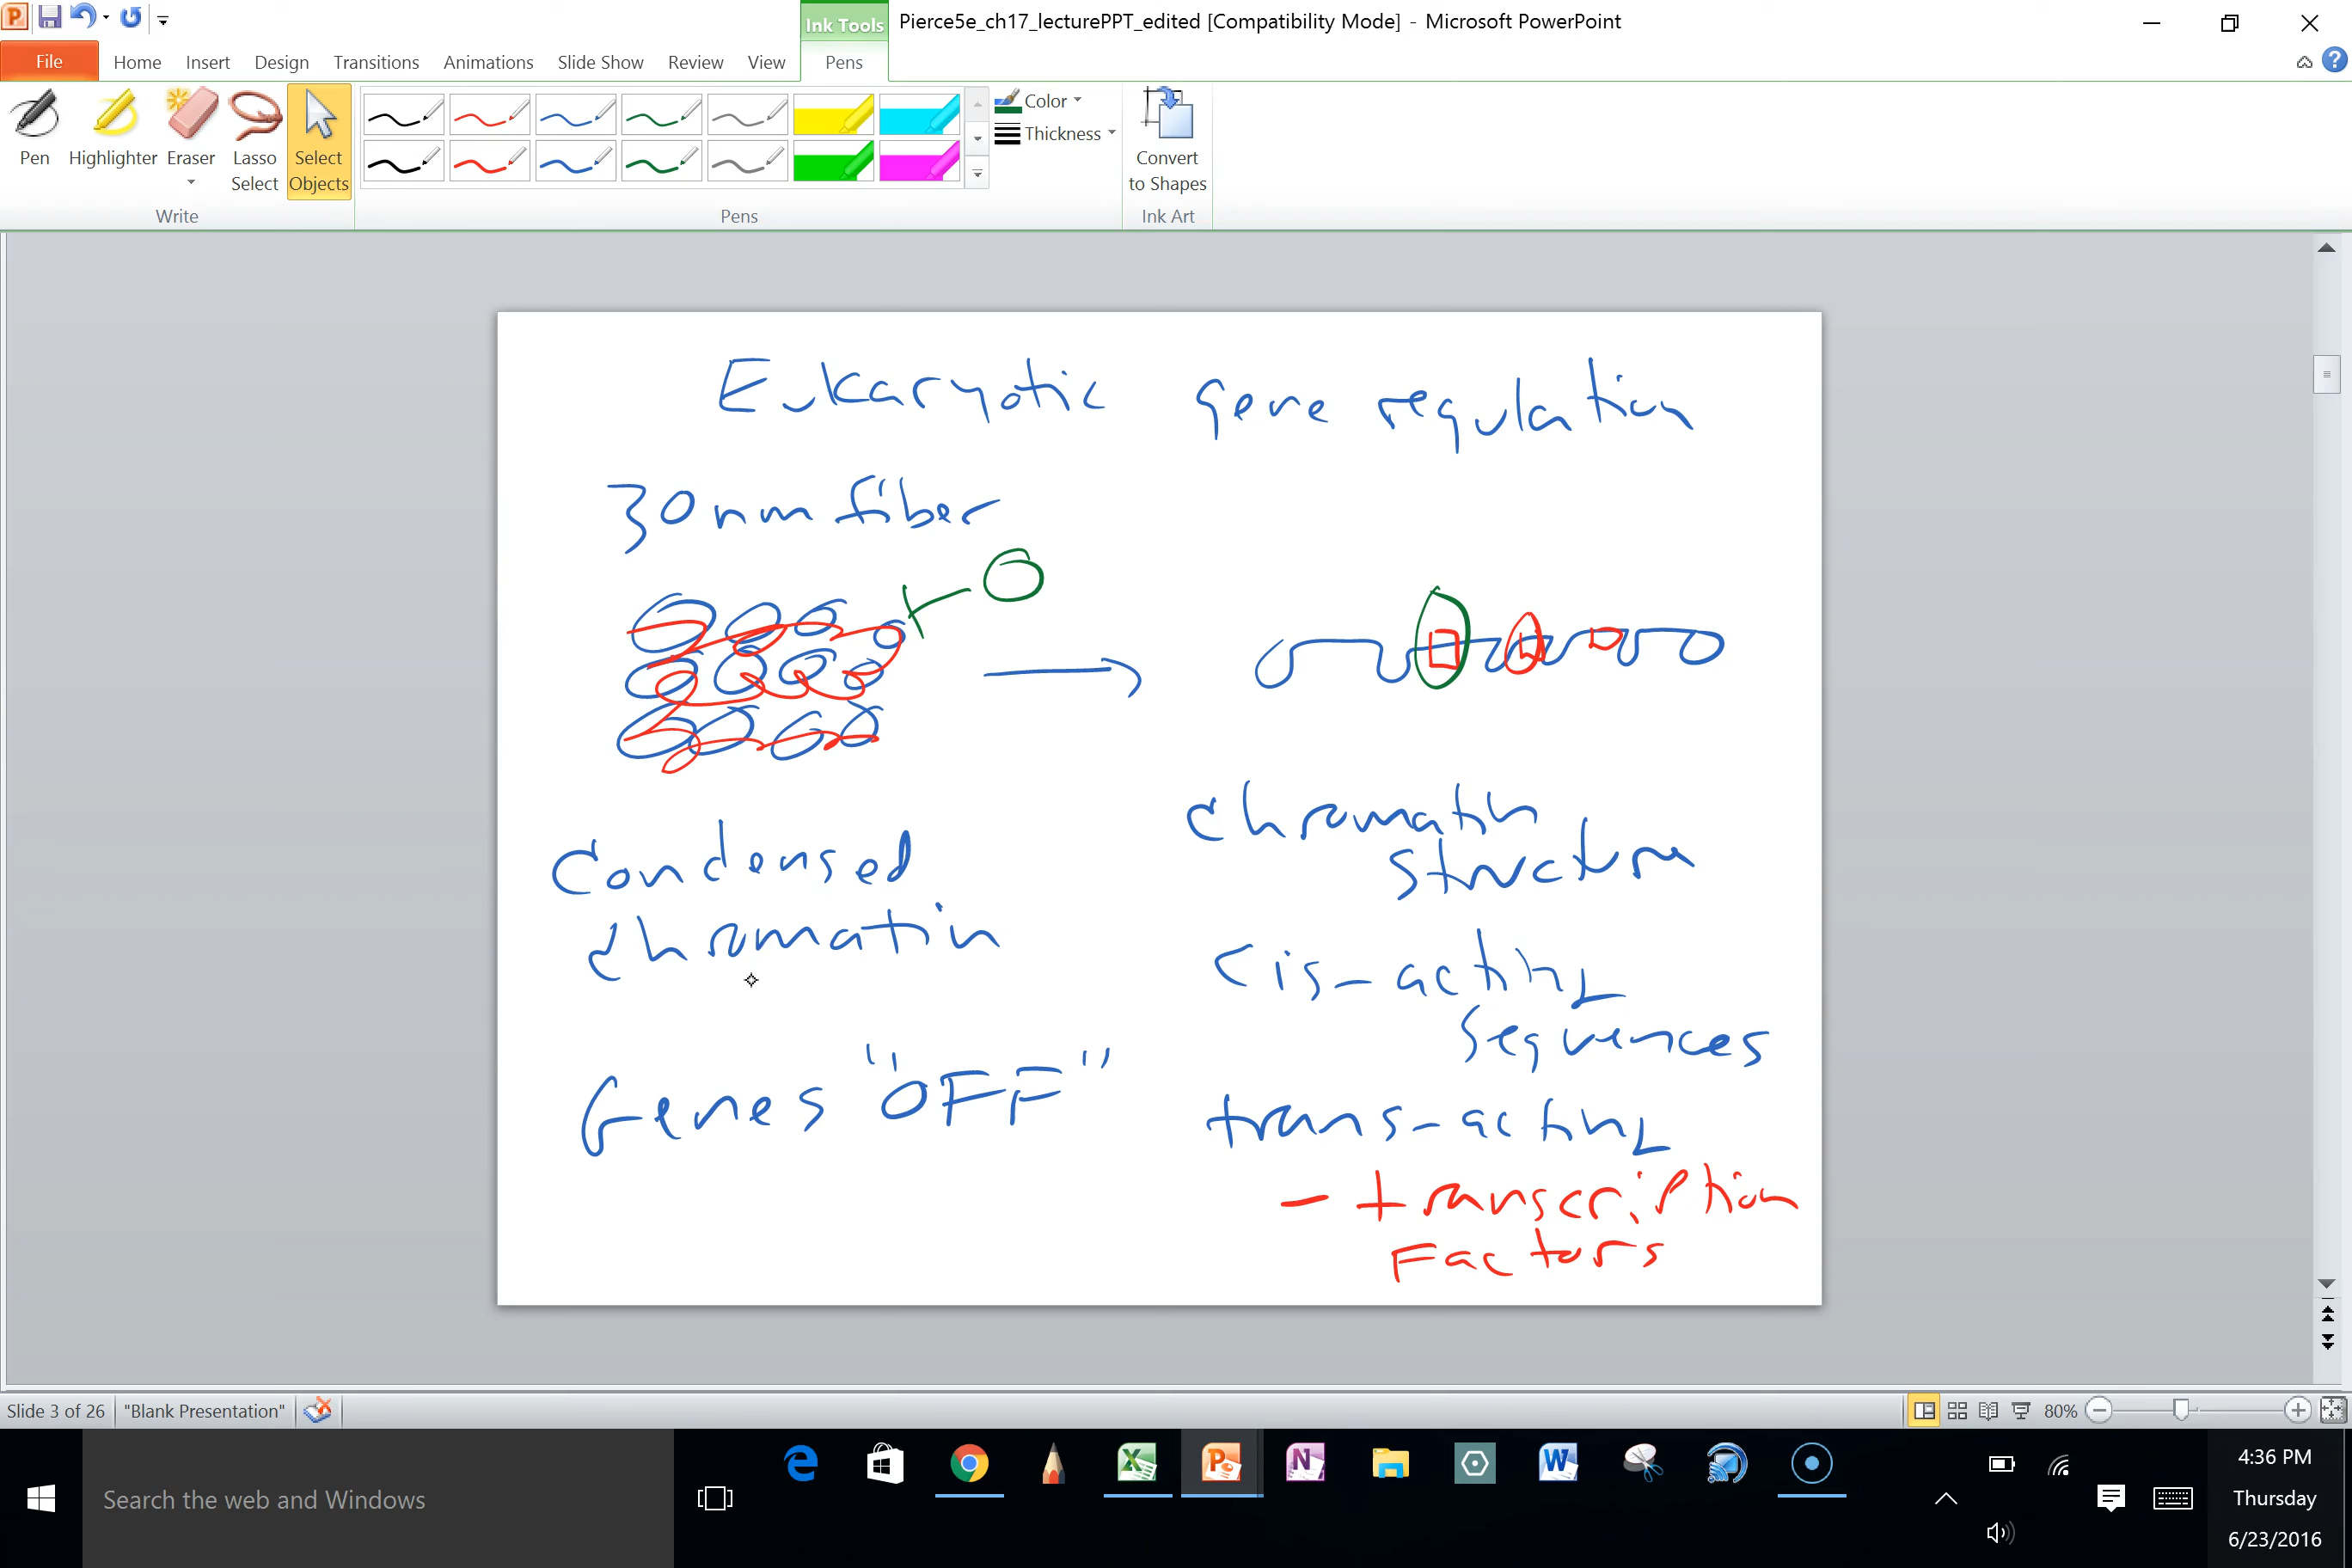 Ink Tools
Pierce5e_ch17_lecturePPT_edited [Compatibility Mode] - Microsoft PowerPoint
File Home Insert Design Transitions Animations Slide Show Review View Pens
Pen Highlighter Eraser Lasso Select Select Objects
Color
Thickness
Convert to Shapes
Write Pens Ink Art
Eukaryotic gene regulation
30nm fiber
Condensed
chromatin
Genes "OFF"
chromatin
structure
cis-acting
sequences
trans-acting
- transcription
Factors
Slide 3 of 26 "Blank Presentation" 80%
Search the web and Windows
4:36 PM
Thursday
6/23/2016